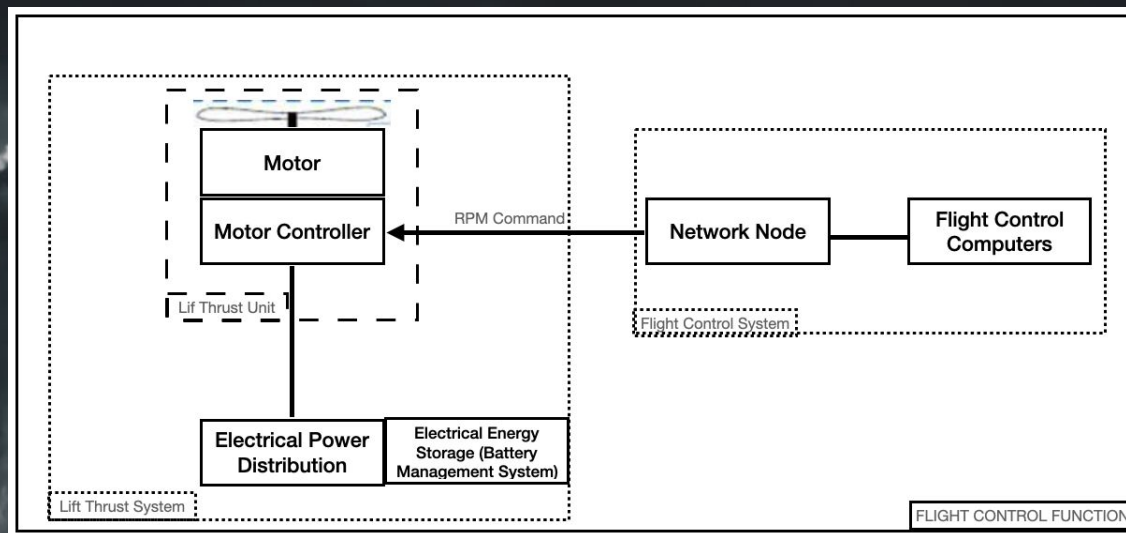 Motor
Motor Controller
RPM Command
Network Node
Flight Control
Computers
Lif Thrust Unit
Flight Control System
Electrical Power
Distribution
Electrical Energy
Storage (Battery
Management System)
Lift Thrust System
FLIGHT CONTROL FUNCTION